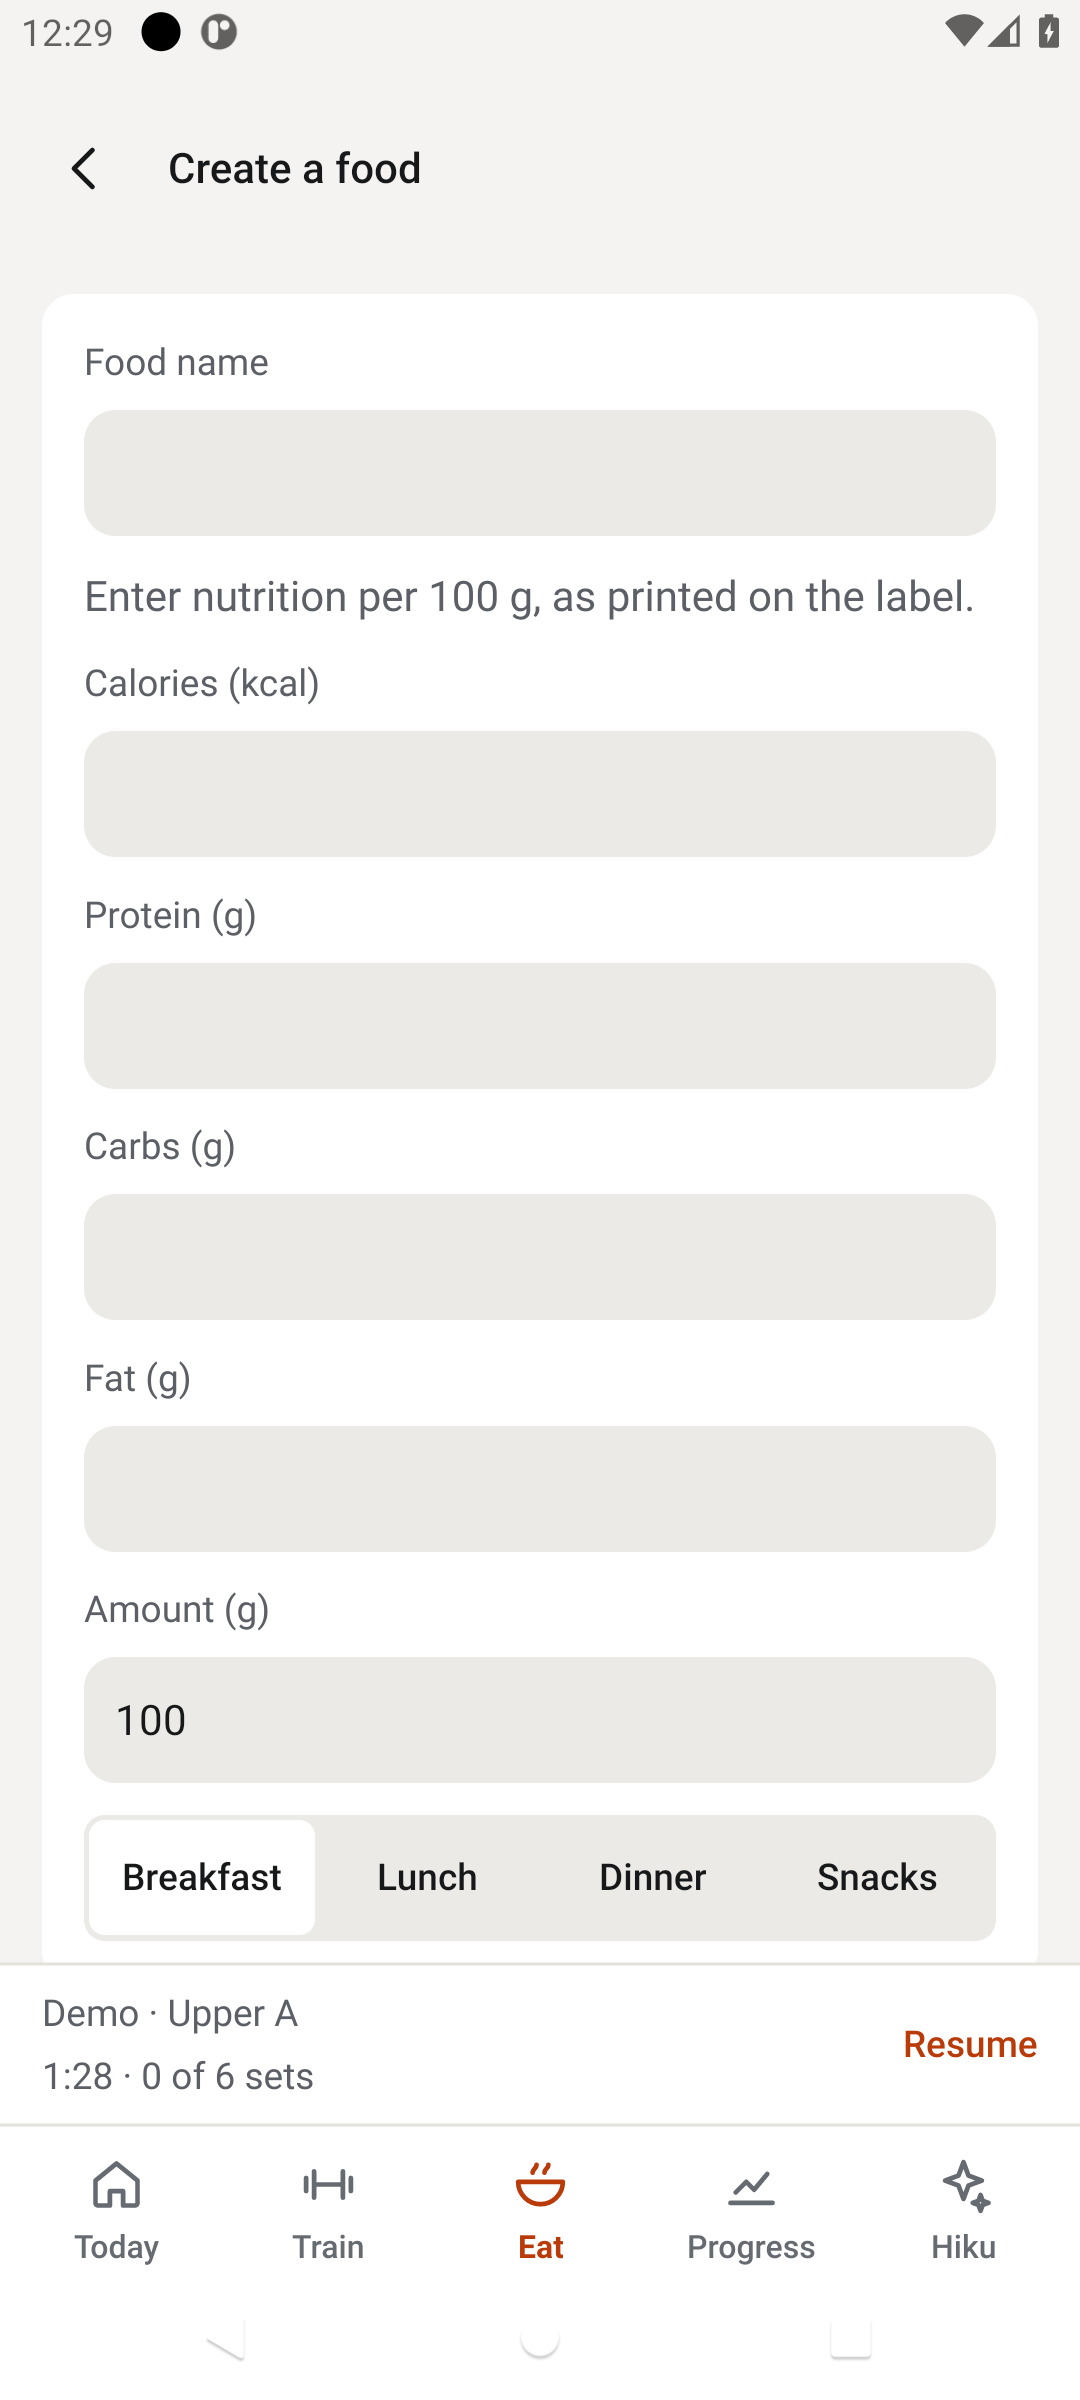 12:29
Create a food
Food name
Enter nutrition per 100 g, as printed on the label.
Calories (kcal)
Protein (g)
Carbs (g)
Fat (g)
Amount (g)
100
Breakfast Lunch Dinner Snacks
Demo · Upper A
Resume
1:28 · 0 of 6 sets
Today Train Eat Progress Hiku